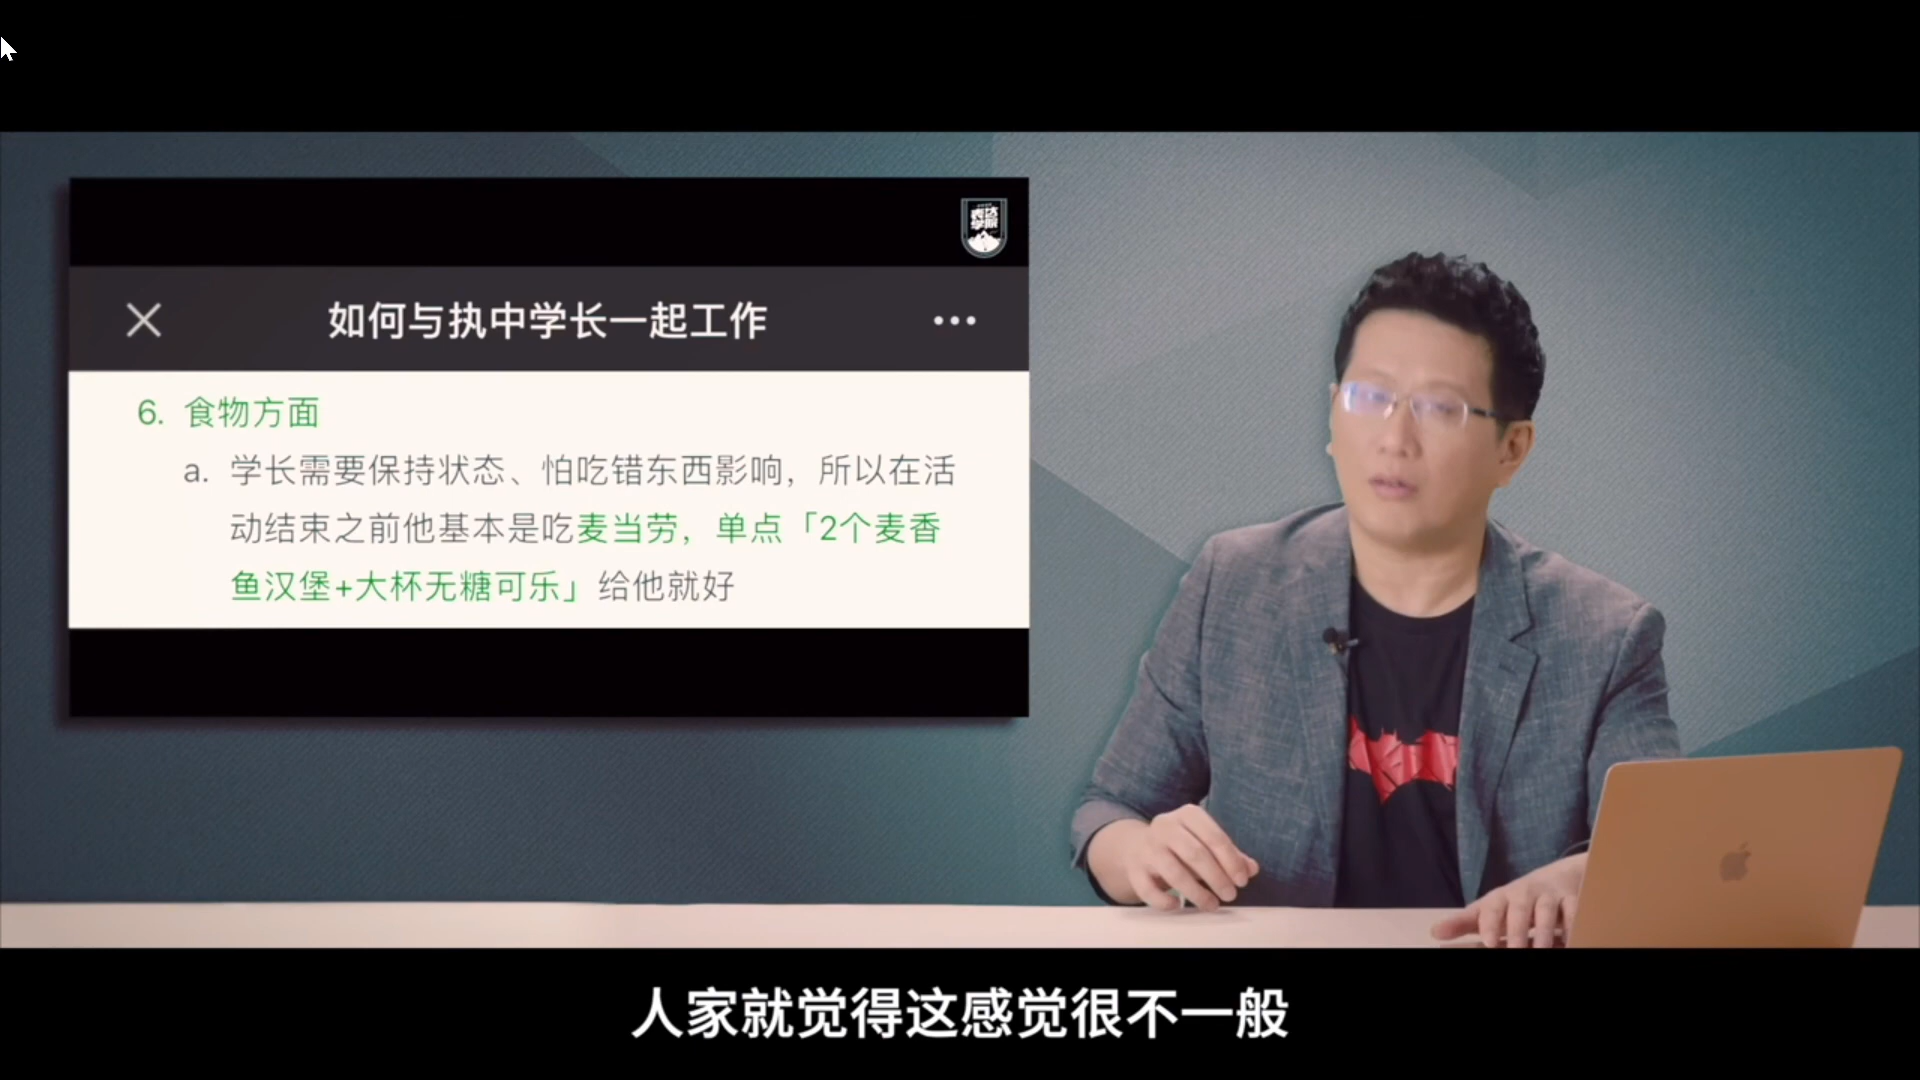 表达
学院
如何与执中学长一起工作
6. 食物方面
a. 学长需要保持状态、怕吃错东西影响，所以在活
动结束之前他基本是吃麦当劳，单点「2个麦香
鱼汉堡+大杯无糖可乐」给他就好
人家就觉得这感觉很不一般